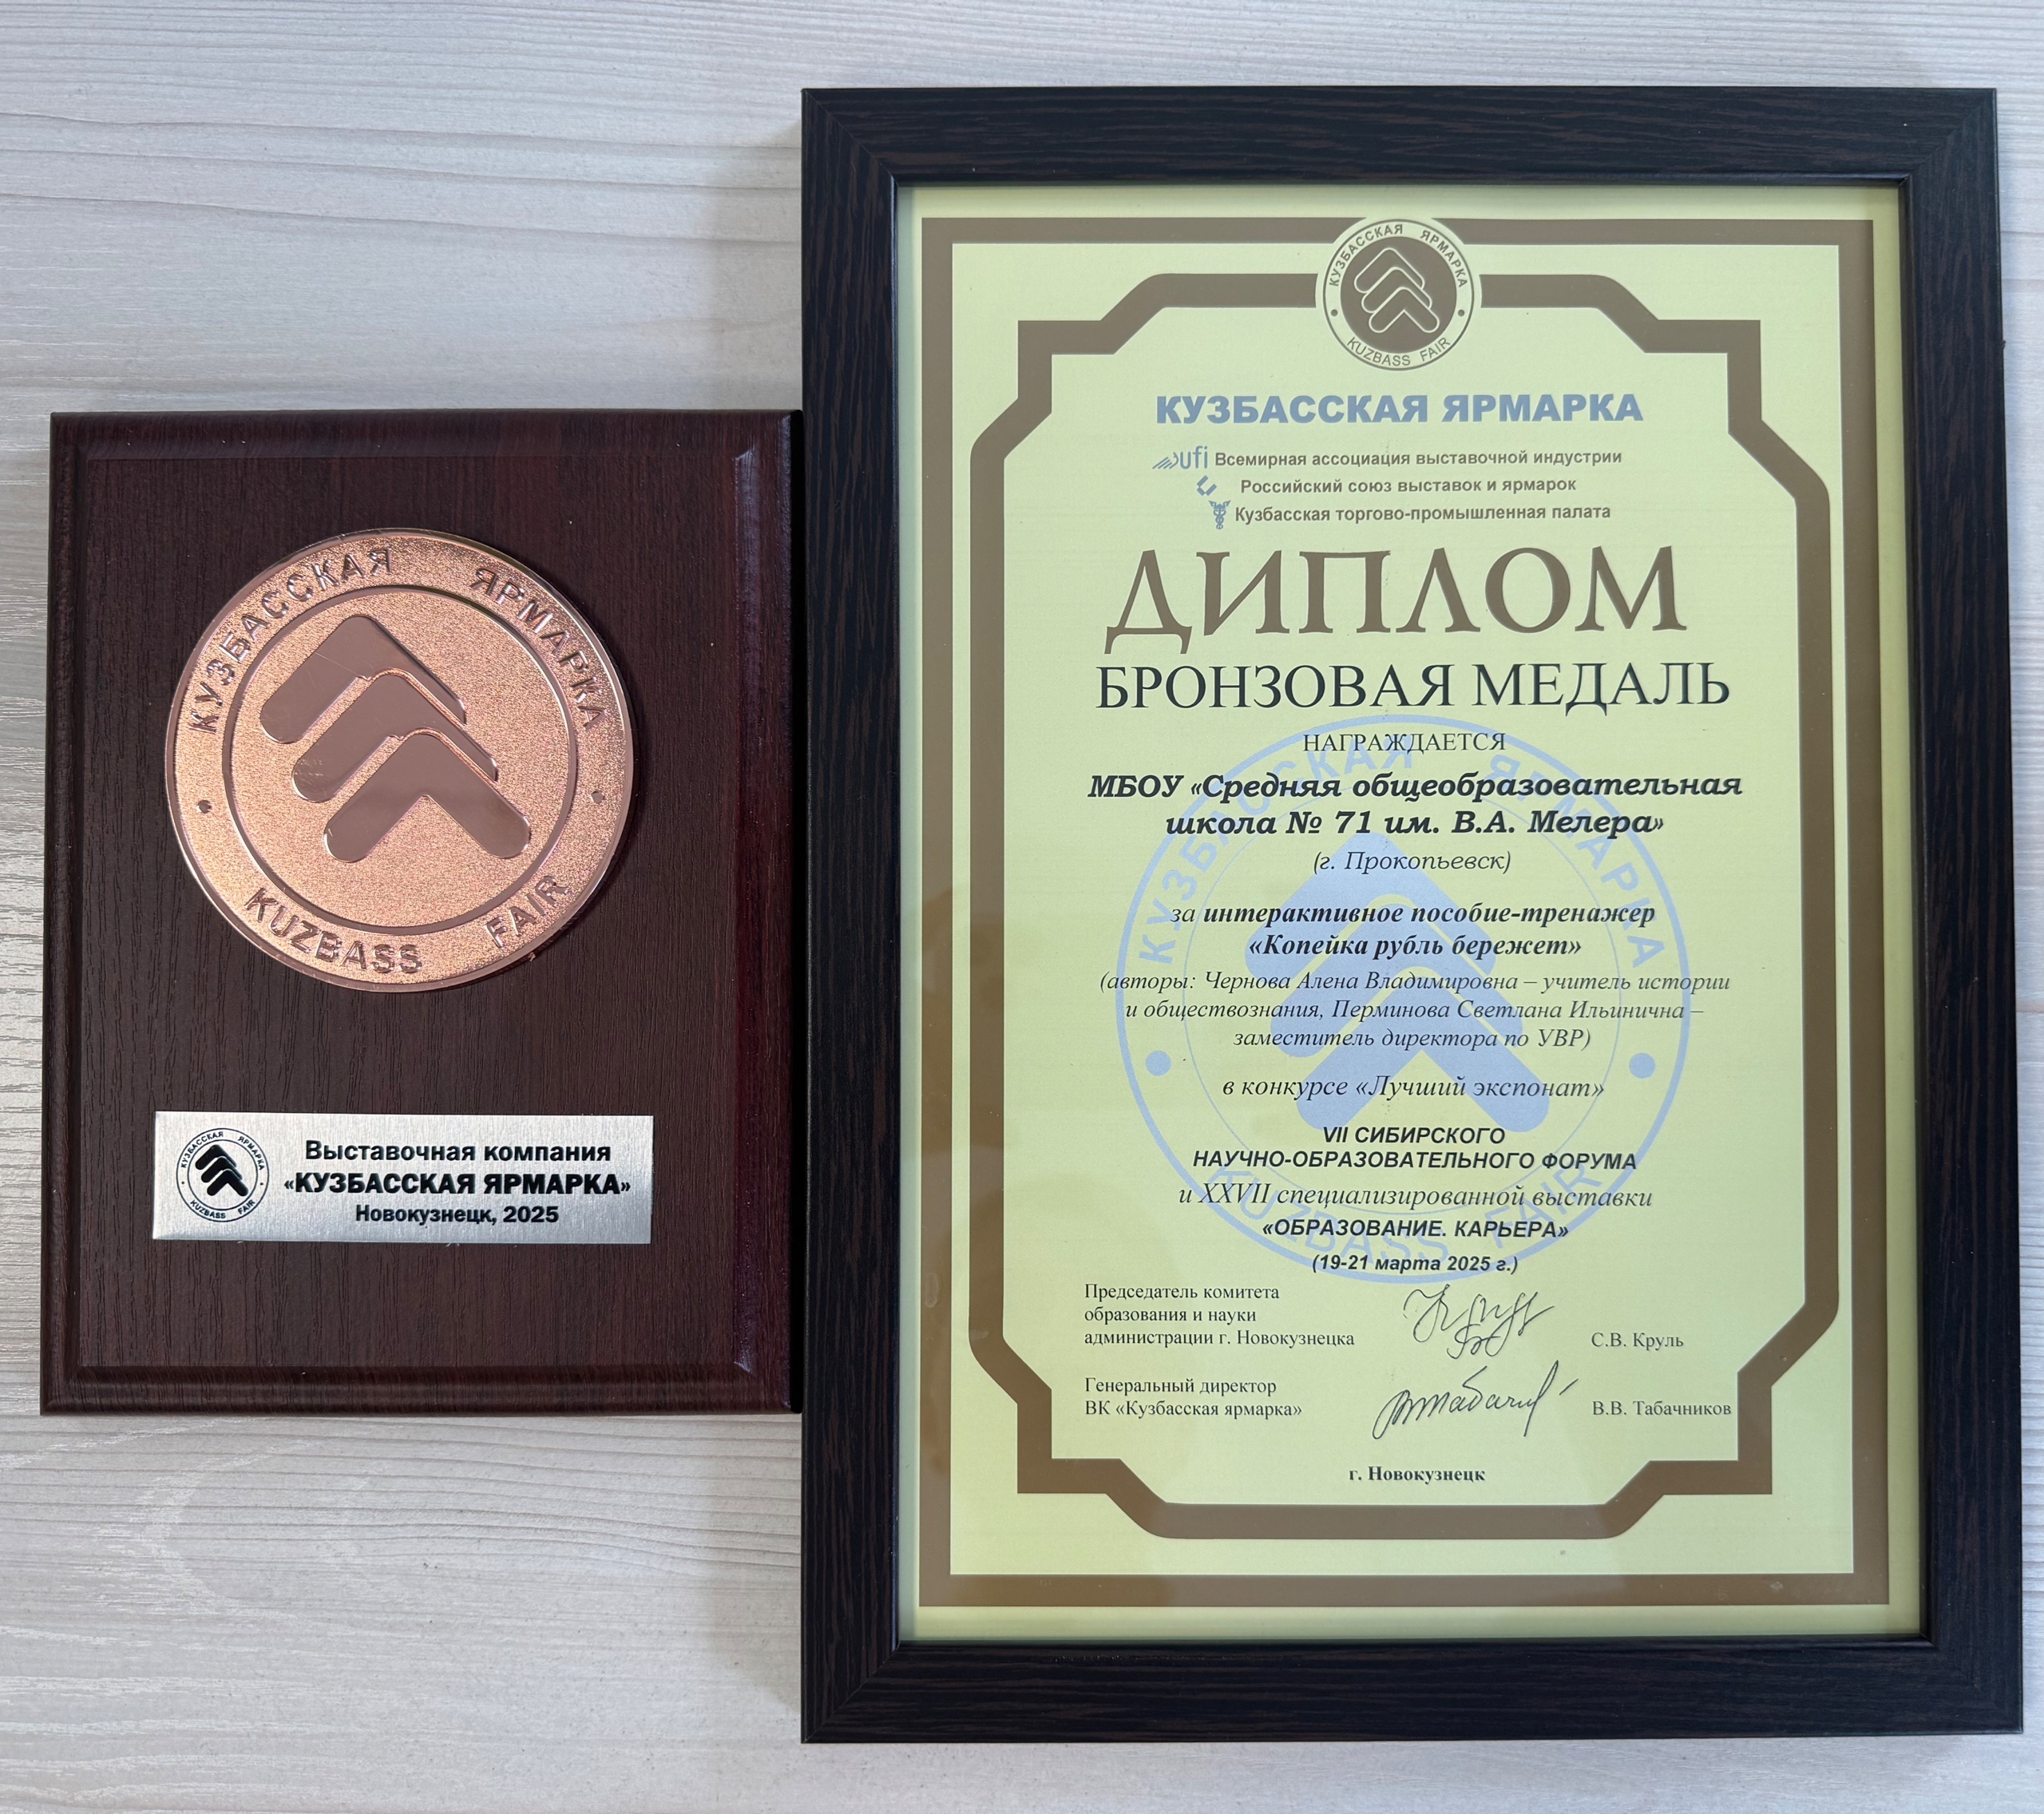 КУЗБАССКАЯ ЯРМАРКА
KUZBASS FAIR
КУЗБАССКАЯ ЯРМАРКА
KUZBASS FAIR
Выставочная компания
«КУЗБАССКАЯ ЯРМАРКА»
Новокузнецк, 2025
КУЗБАССКАЯ ЯРМАРКА
KUZBASS FAIR
КУЗБАССКАЯ ЯРМАРКА
ufi Всемирная ассоциация выставочной индустрии
Российский союз выставок и ярмарок
Кузбасская торгово-промышленная палата
ДИПЛОМ
БРОНЗОВАЯ МЕДАЛЬ
НАГРАЖДАЕТСЯ
МБОУ «Средняя общеобразовательная
школа № 71 им. В.А. Мелера»
(г. Прокопьевск)
за интерактивное пособие-тренажер
«Копейка рубль бережет»
(авторы: Чернова Алена Владимировна – учитель истории
и обществознания, Перминова Светлана Ильинична –
заместитель директора по УВР)
в конкурсе «Лучший экспонат»
VII СИБИРСКОГО
НАУЧНО-ОБРАЗОВАТЕЛЬНОГО ФОРУМА
и XXVII специализированной выставки
«ОБРАЗОВАНИЕ. КАРЬЕРА»
(19-21 марта 2025 г.)
КУЗБАССКАЯ ЯРМАРКА
KUZBASS FAIR
Председатель комитета
образования и науки
администрации г. Новокузнецка С.В. Круль
Генеральный директор
ВК «Кузбасская ярмарка» В.В. Табачников
г. Новокузнецк